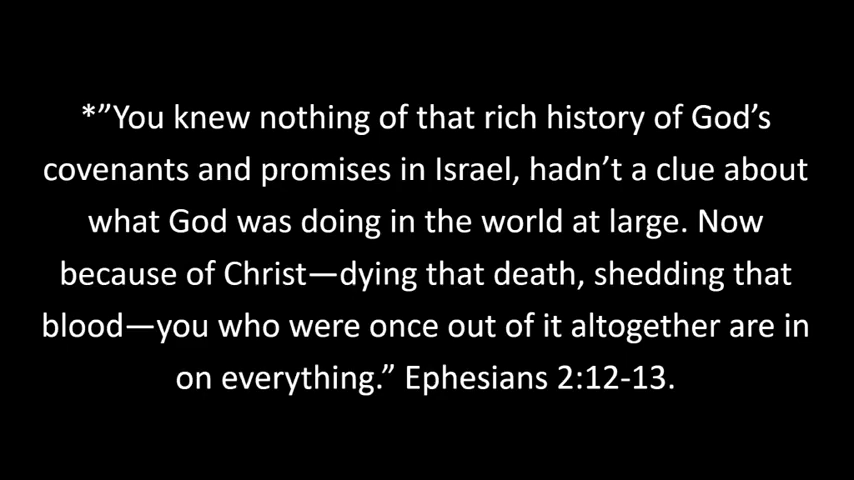 *”You knew nothing of that rich history of God’s
covenants and promises in Israel, hadn’t a clue about
what God was doing in the world at large. Now
because of Christ—dying that death, shedding that
blood—you who were once out of it altogether are in
on everything.” Ephesians 2:12-13.